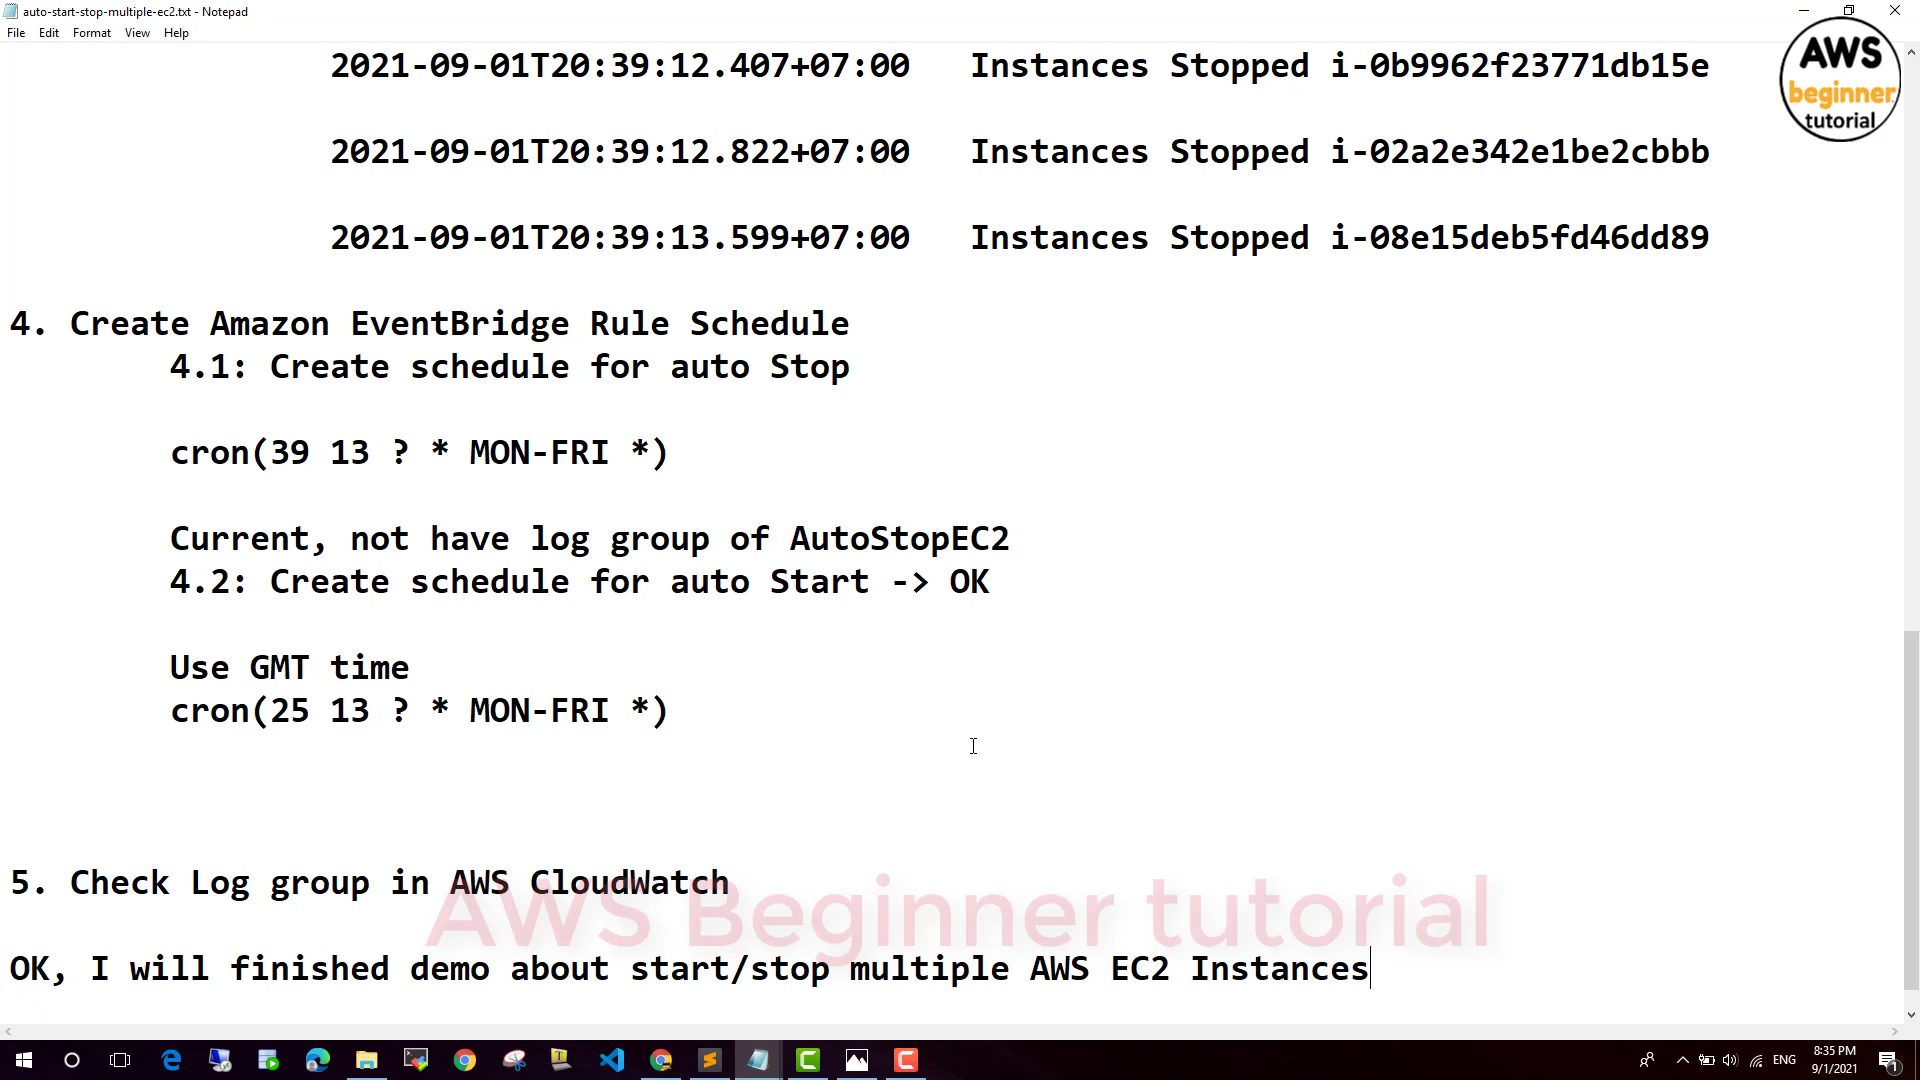 auto-start-stop-multiple-ec2.txt - Notepad
File Edit Format View Help
AWS
beginner
tutorial
2021-09-01T20:39:12.407+07:00 Instances Stopped i-0b9962f23771db15e
2021-09-01T20:39:12.822+07:00 Instances Stopped i-02a2e342e1be2cbbb
2021-09-01T20:39:13.599+07:00 Instances Stopped i-08e15deb5fd46dd89
4. Create Amazon EventBridge Rule Schedule
4.1: Create schedule for auto Stop
cron(39 13 ? * MON-FRI *)
Current, not have log group of AutoStopEC2
4.2: Create schedule for auto Start -> OK
Use GMT time
cron(25 13 ? * MON-FRI *)
5. Check Log group in AWS CloudWatch
AWS Beginner tutorial
OK, I will finished demo about start/stop multiple AWS EC2 Instances
ENG
8:35 PM
9/1/2021
1